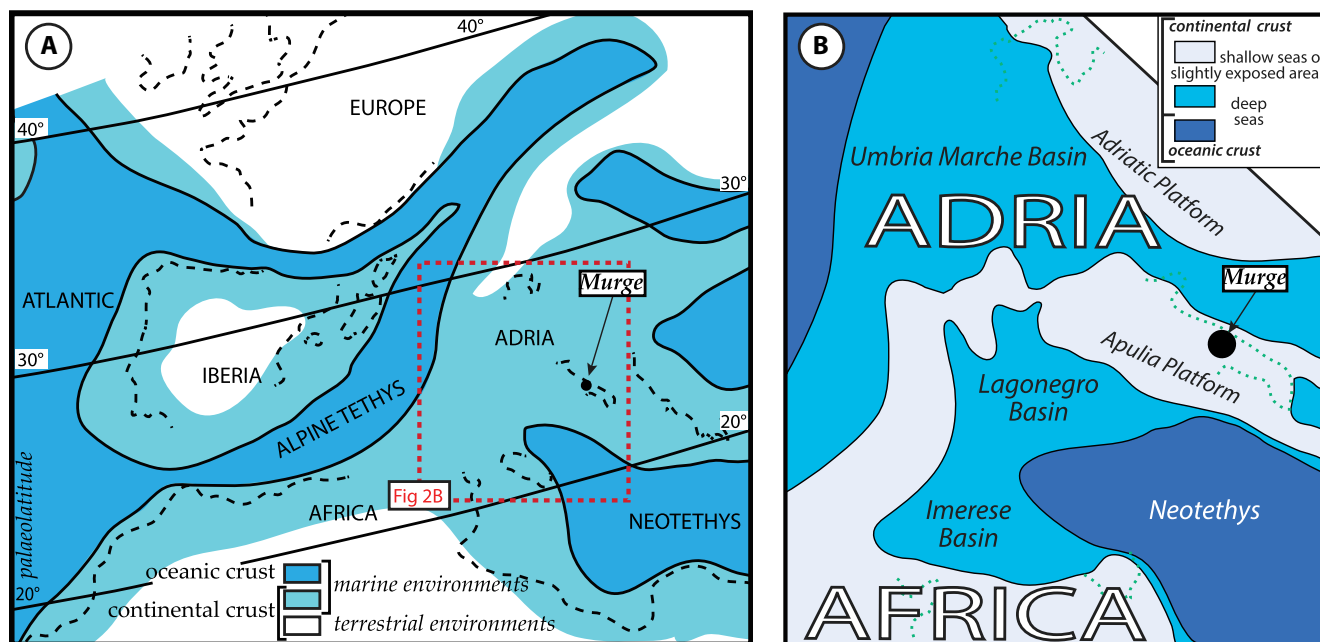 A
40°
EUROPE
40°
30°
Murge
ATLANTIC
ADRIA
IBERIA
30°
ALPINE TETHYS
20°
palaeolatitude
Fig 2B
AFRICA
NEOTETHYS
oceanic crust
marine environments
continental crust
terrestrial environments
20°
B
continental crust
shallow seas o
slightly exposed area
deep
seas
oceanic crust
Umbria Marche Basin
Adriatic Platform
ADRIA
Murge
Apulia Platform
Lagonegro
Basin
Imerese
Basin
Neotethys
AFRICA